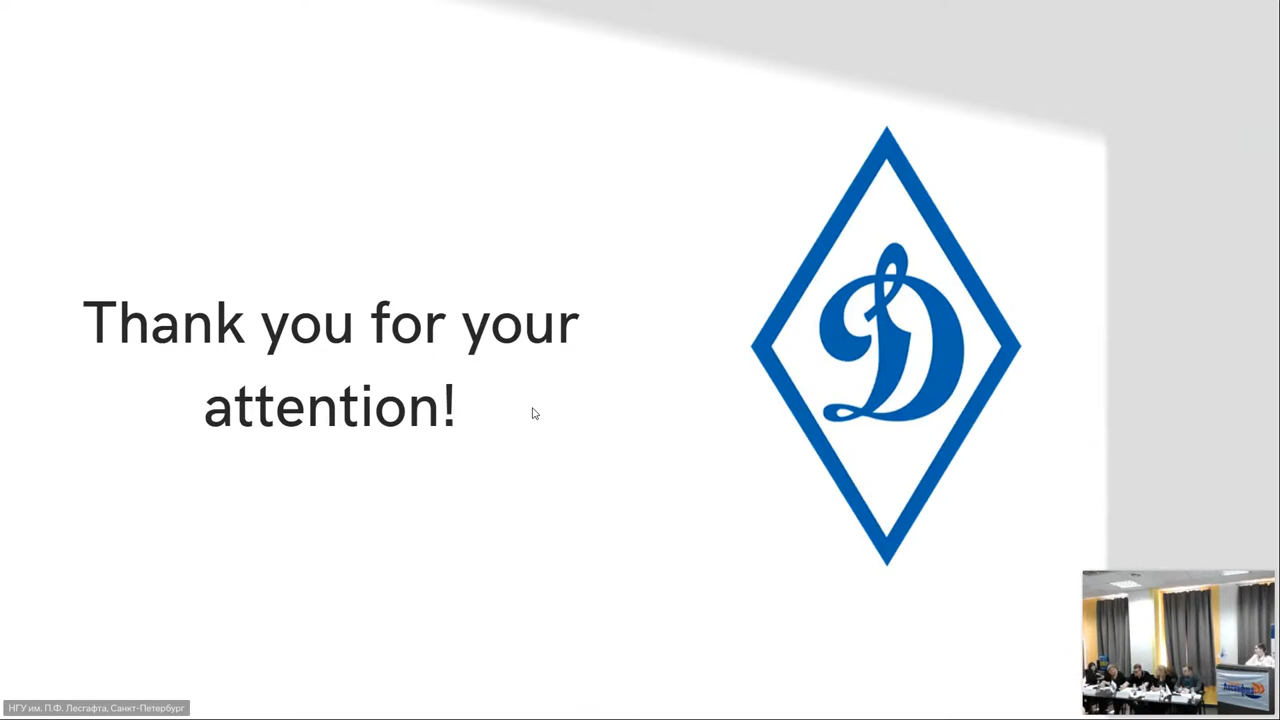 Thank you for your
attention!
Д
НГУ им. П.Ф. Лесгафта, Санкт-Петербург